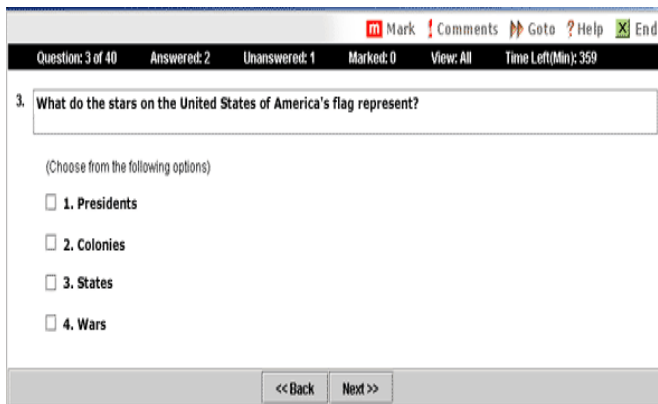 m Mark ! Comments Goto ? Help X End
Question: 3 of 40 Answered: 2 Unanswered: 1 Marked: 0 View: All Time Left(Min): 359
3. What do the stars on the United States of America's flag represent?
(Choose from the following options)
1. Presidents
2. Colonies
3. States
4. Wars
<< Back Next >>